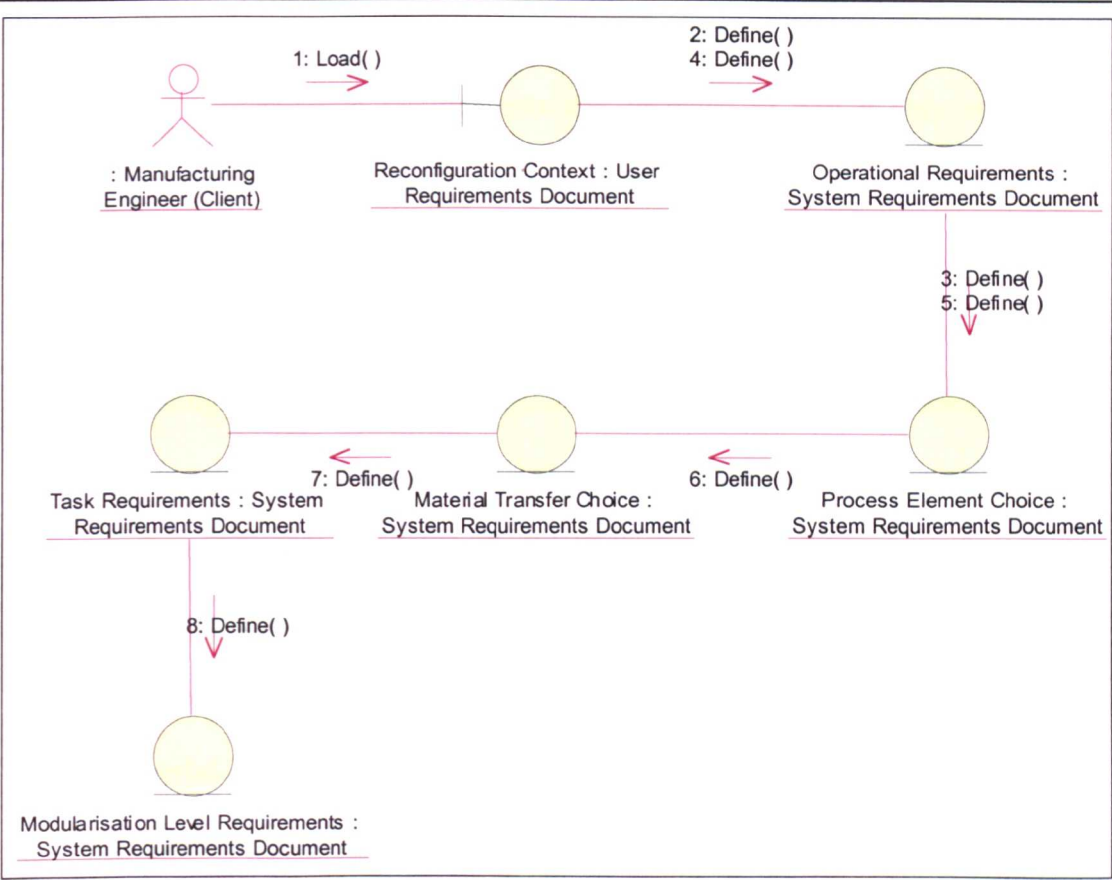 1: Load( )
2: Define( )
4: Define( )
: Manufacturing
Engineer (Client)
Reconfiguration Context : User
Requirements Document
Operational Requirements :
System Requirements Document
3: Define( )
5: Define( )
7: Define( )
6: Define( )
Task Requirements : System
Requirements Document
Material Transfer Choice :
System Requirements Document
Process Element Choice :
System Requirements Document
8: Define( )
Modularisation Level Requirements :
System Requirements Document